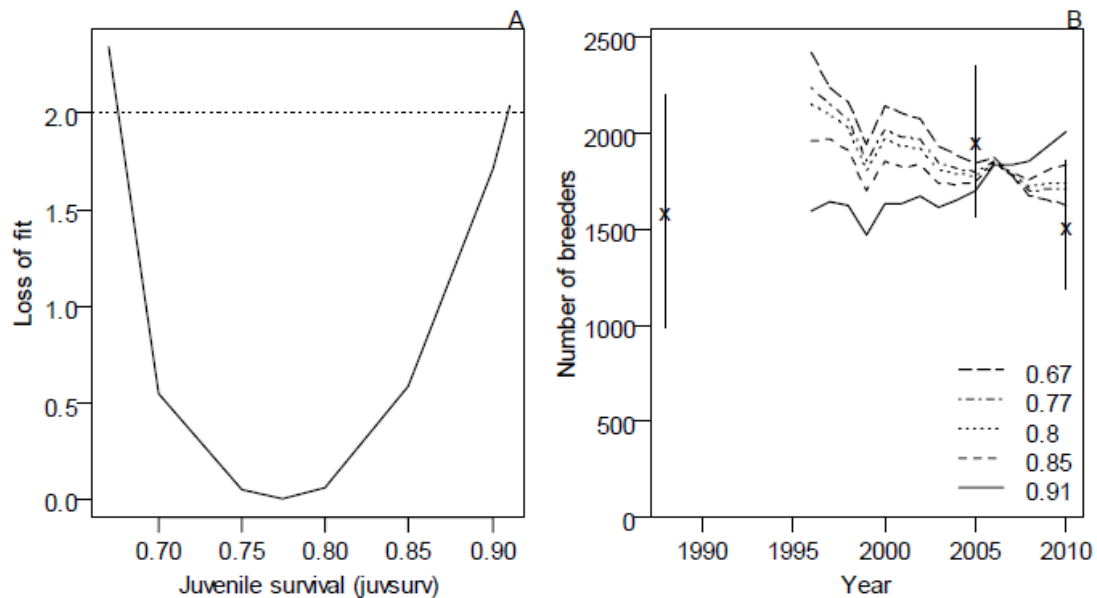 A
Loss of fit
2.0
1.5
1.0
0.5
0.0
0.70 0.75 0.80 0.85 0.90
Juvenile survival (juvsurv)
B
Number of breeders
2500
2000
1500
1000
500
0
x
x
x
0.67
0.77
0.8
0.85
0.91
1990 1995 2000 2005 2010
Year